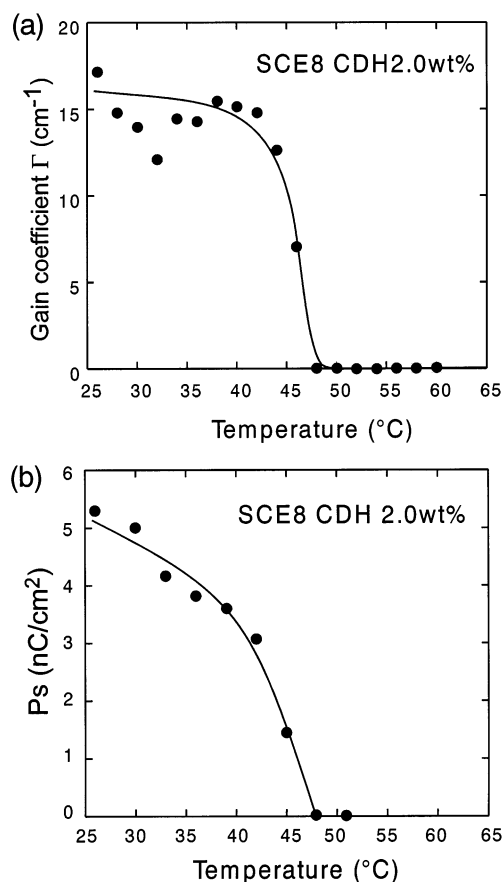 (a)
SCE8 CDH2.0wt%
Gain coefficient Γ (cm⁻¹)
20
15
10
5
0
25 30 35 40 45 50 55 60 65
Temperature (°C)
(b)
SCE8 CDH 2.0wt%
Ps (nC/cm²)
6
5
4
3
2
1
0
25 30 35 40 45 50 55 60 65
Temperature (°C)